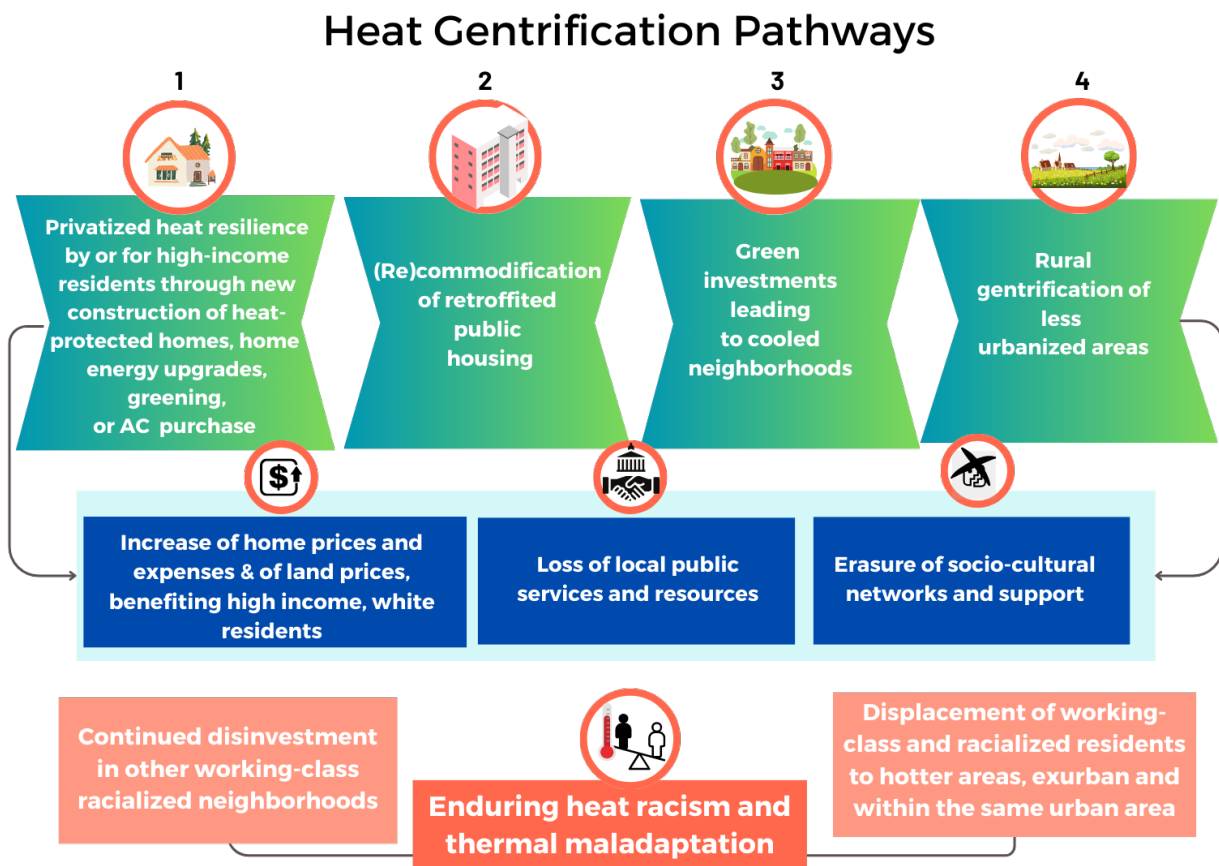 Heat Gentrification Pathways
1
2
3
4
Privatized heat resilience
by or for high-income
residents through new
construction of heat-
protected homes, home
energy upgrades,
greening,
or AC purchase
(Re)commodification
of retroffited
public
housing
Green
investments
leading
to cooled
neighborhoods
Rural
gentrification of
less
urbanized areas
$
Increase of home prices and
expenses & of land prices,
benefiting high income, white
residents
Loss of local public
services and resources
Erasure of socio-cultural
networks and support
Continued disinvestment
in other working-class
racialized neighborhoods
Enduring heat racism and
thermal maladaptation
Displacement of working-
class and racialized residents
to hotter areas, exurban and
within the same urban area